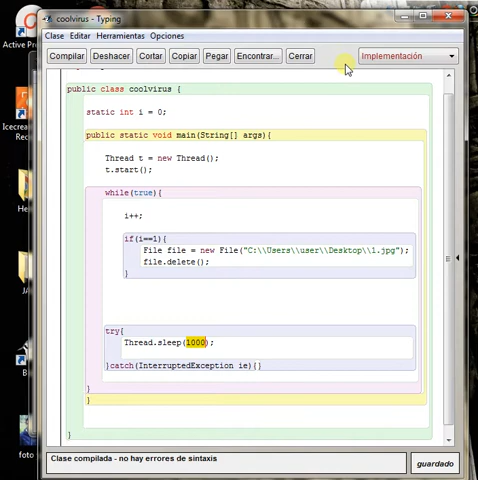 coolvirus - Typing
Clase Editar Herramientas Opciones
Compilar Deshacer Cortar Copiar Pegar Encontrar... Cerrar Implementación
public class coolvirus {
static int i = 0;
public static void main(String[] args){
Thread t = new Thread();
t.start();
while(true){
i++;
if(i==1){
File file = new File("C:\\Users\\user\\Desktop\\1.jpg");
file.delete();
}
try{
Thread.sleep(1000);
}catch(InterruptedException ie){}
}
}
}
Clase compilada - no hay errores de sintaxis
guardado
Active Pr
Icecrea
Rec
He
JA
B
foto